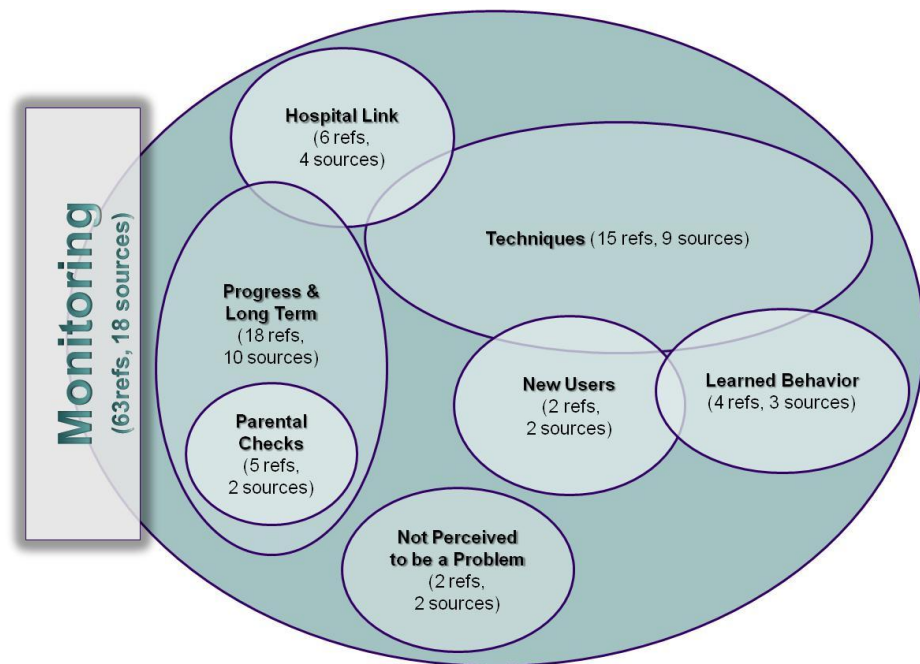 Monitoring
(63refs, 18 sources)
Hospital Link
(6 refs,
4 sources)
Techniques (15 refs, 9 sources)
Progress &
Long Term
(18 refs,
10 sources)
Parental
Checks
(5 refs,
2 sources)
New Users
(2 refs,
2 sources)
Learned Behavior
(4 refs, 3 sources)
Not Perceived
to be a Problem
(2 refs,
2 sources)